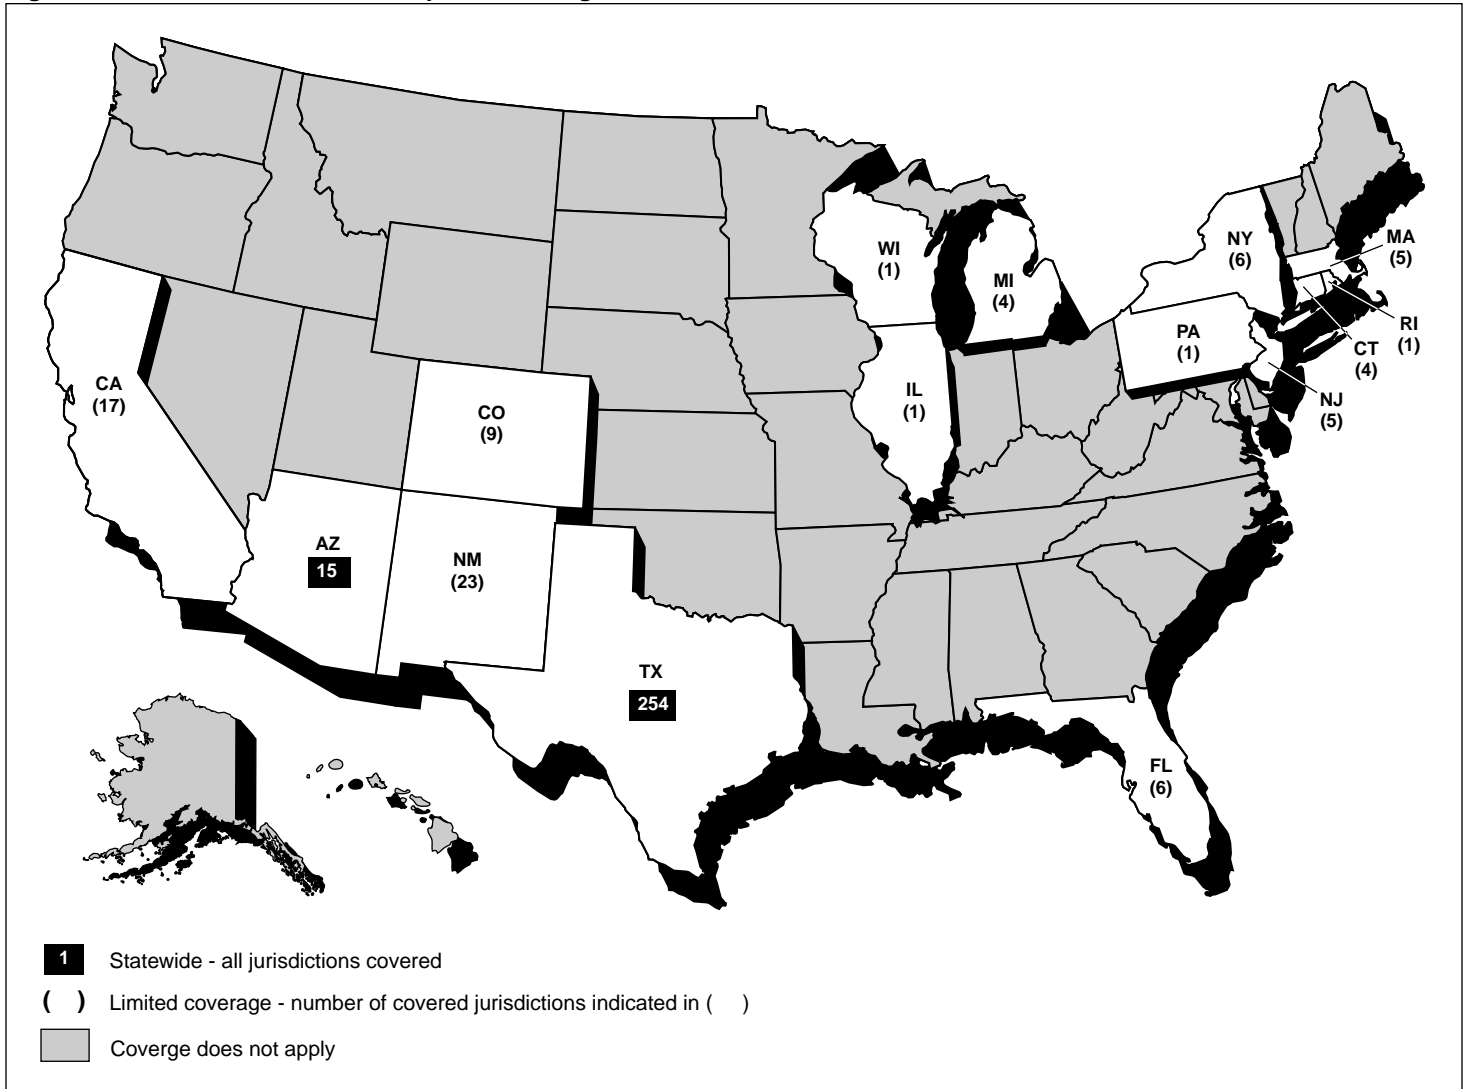 WI
(1)
MI
(4)
NY
(6)
MA
(5)
RI
(1)
CT
(4)
PA
(1)
NJ
(5)
IL
(1)
CA
(17)
CO
(9)
AZ
15
NM
(23)
TX
254
FL
(6)
1 Statewide - all jurisdictions covered
( ) Limited coverage - number of covered jurisdictions indicated in ( )
Coverge does not apply